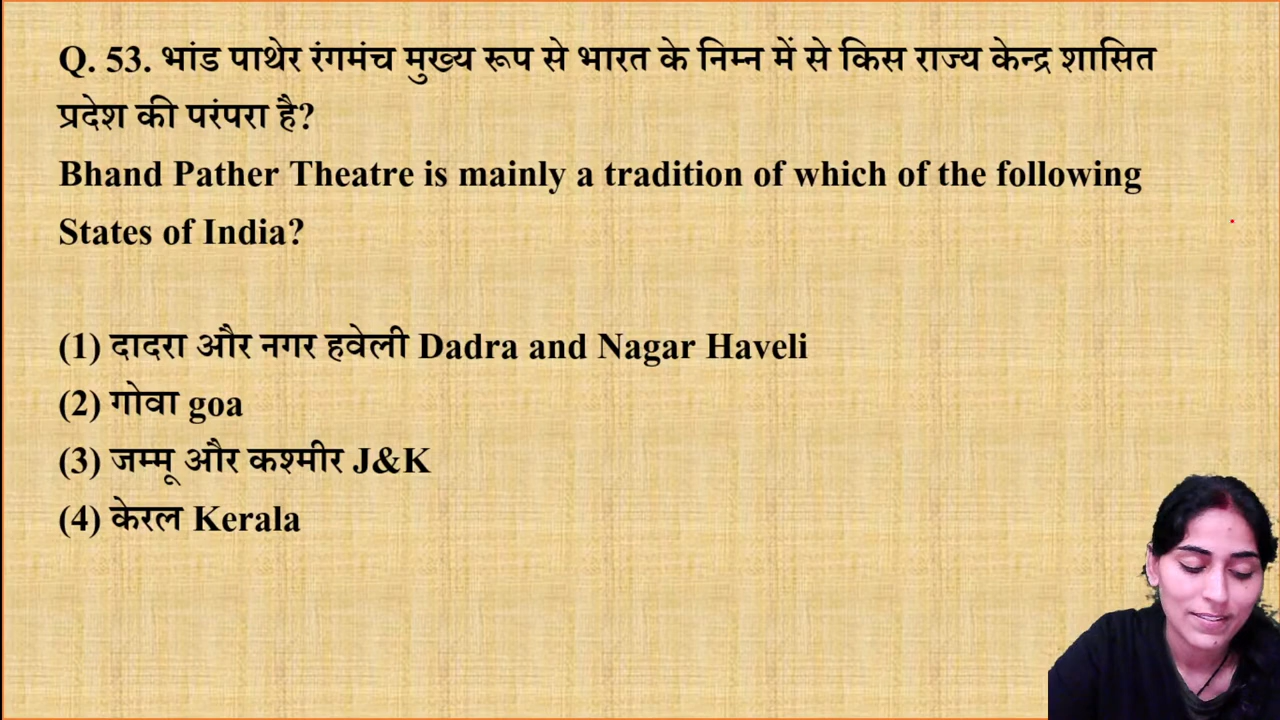 Q. 53. भांड पाथेर रंगमंच मुख्य रूप से भारत के निम्न में से किस राज्य केन्द्र शासित
प्रदेश की परंपरा है?
Bhand Pather Theatre is mainly a tradition of which of the following
States of India?
(1) दादरा और नगर हवेली Dadra and Nagar Haveli
(2) गोवा goa
(3) जम्मू और कश्मीर J&K
(4) केरल Kerala